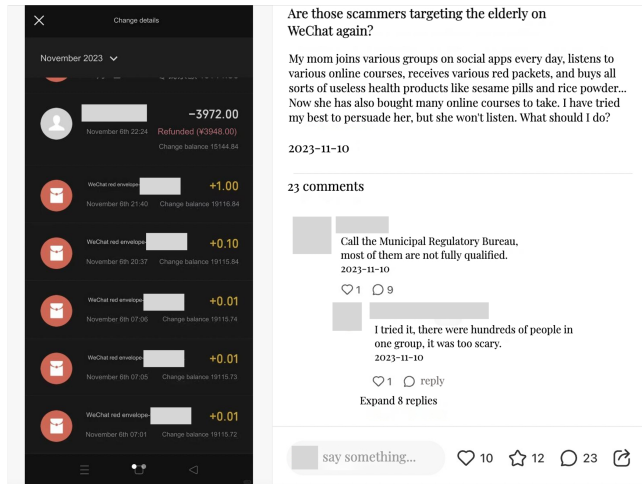 Change details
November 2023
-3972.00
November 6th 22:24 Refunded (¥3948.00)
Change balance 15144.84
WeChat red envelope- +1.00
November 6th 21:40 Change balance 19116.84
WeChat red envelope- +0.10
November 6th 20:37 Change balance 19115.84
WeChat red envelope- +0.01
November 6th 07:06 Change balance 19115.74
WeChat red envelope- +0.01
November 6th 07:05 Change balance 19115.73
WeChat red envelope- +0.01
November 6th 07:01 Change balance 19115.72
Are those scammers targeting the elderly on
WeChat again?
My mom joins various groups on social apps every day, listens to
various online courses, receives various red packets, and buys all
sorts of useless health products like sesame pills and rice powder...
Now she has also bought many online courses to take. I have tried
my best to persuade her, but she won't listen. What should I do?
2023-11-10
23 comments
Call the Municipal Regulatory Bureau,
most of them are not fully qualified.
2023-11-10
1 9
I tried it, there were hundreds of people in
one group, it was too scary.
2023-11-10
1 reply
Expand 8 replies
say something... 10 12 23